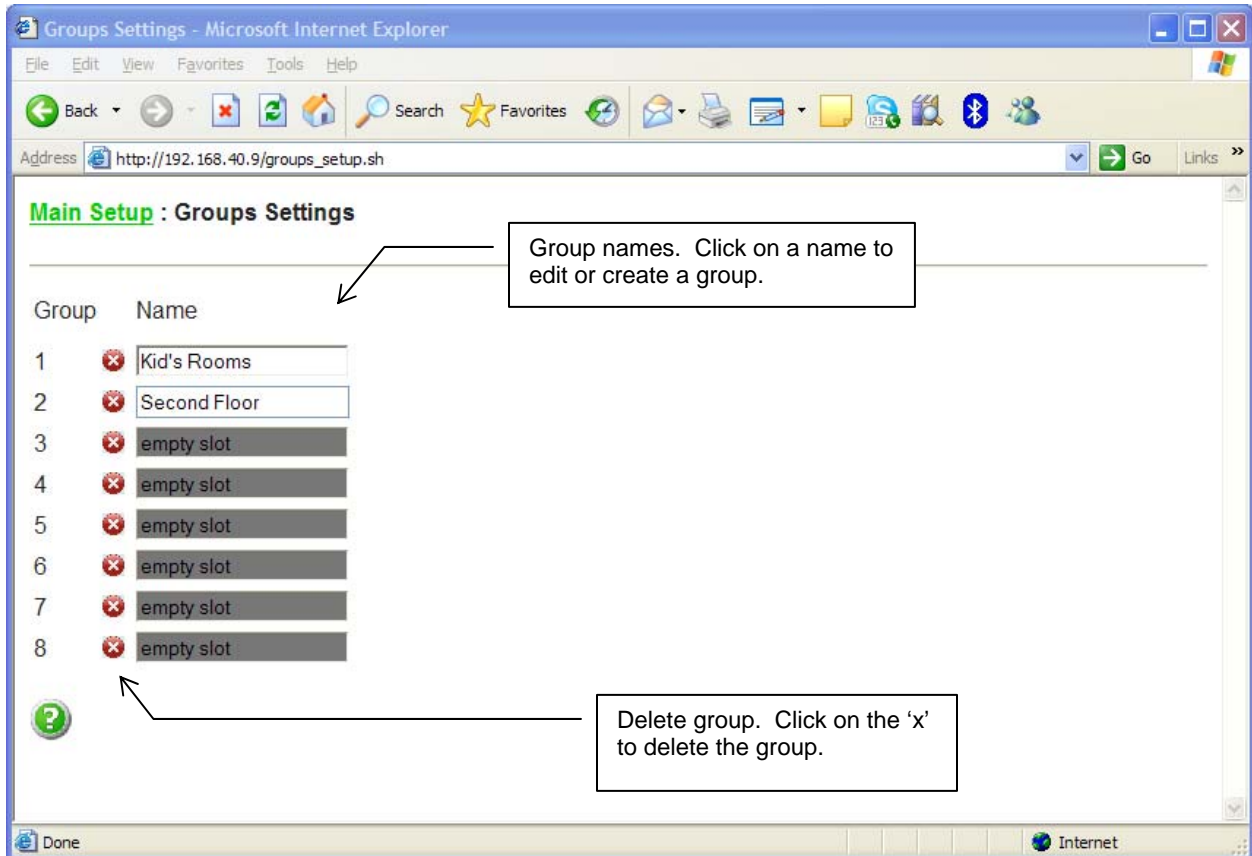 Groups Settings - Microsoft Internet Explorer
File Edit View Favorites Tools Help
Back Search Favorites 123
Address http://192.168.40.9/groups_setup.sh Go Links »
Main Setup : Groups Settings
Group names. Click on a name to
edit or create a group.
Group Name
1 Kid's Rooms
2 Second Floor
3 empty slot
4 empty slot
5 empty slot
6 empty slot
7 empty slot
8 empty slot
?
Delete group. Click on the ‘x’
to delete the group.
Done Internet